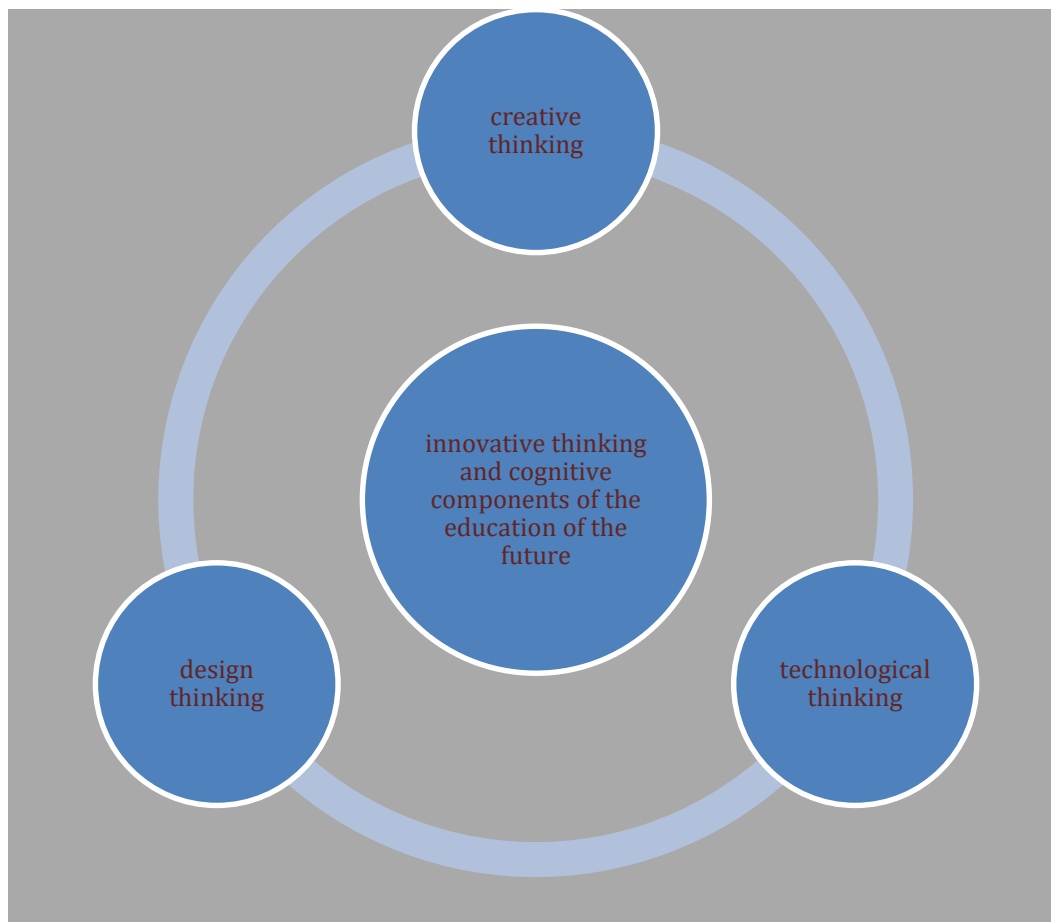 creative
thinking
innovative thinking
and cognitive
components of the
education of the
future
design
thinking
technological
thinking